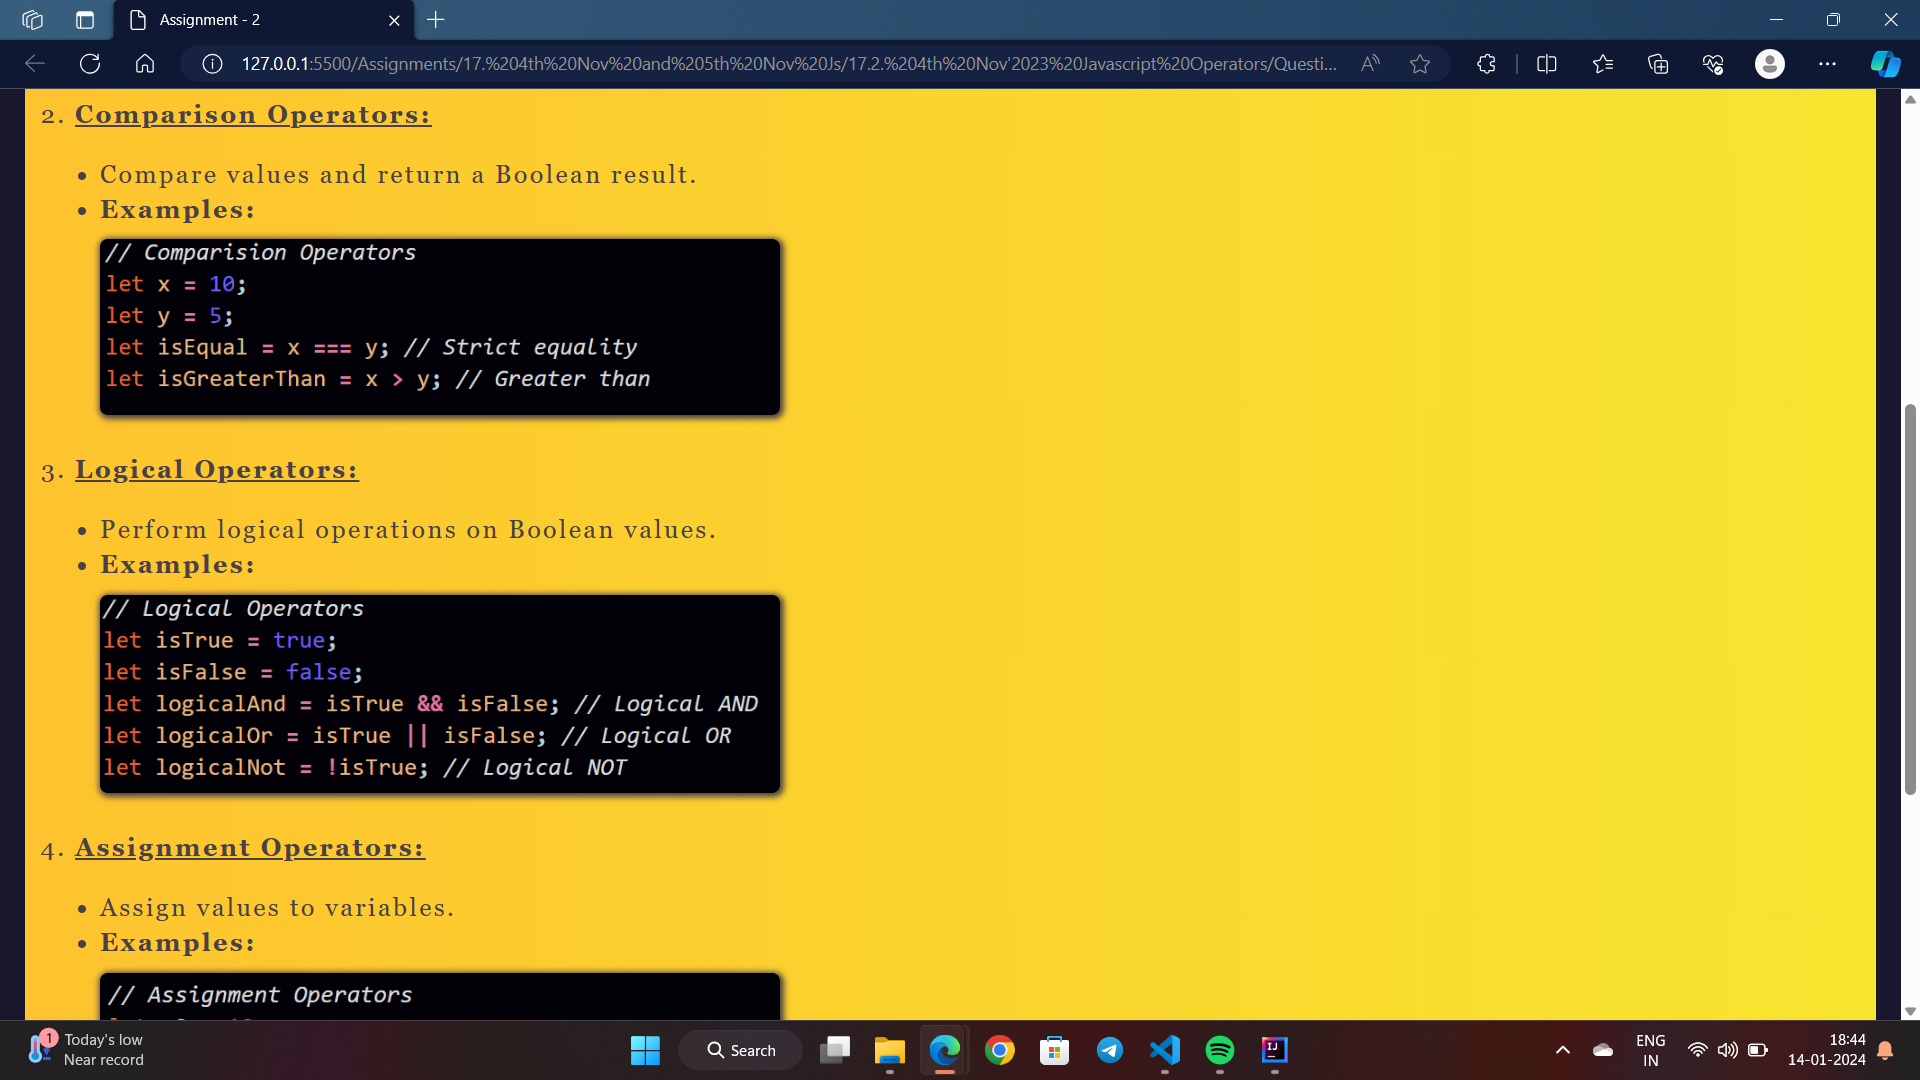 Assignment - 2
127.0.0.1:5500/Assignments/17.%204th%20Nov%20and%205th%20Nov%20Js/17.2.%204th%20Nov'2023%20Javascript%20Operators/Questi...
2. Comparison Operators:
• Compare values and return a Boolean result.
• Examples:
// Comparision Operators
let x = 10;
let y = 5;
let isEqual = x === y; // Strict equality
let isGreaterThan = x > y; // Greater than
3. Logical Operators:
• Perform logical operations on Boolean values.
• Examples:
// Logical Operators
let isTrue = true;
let isFalse = false;
let logicalAnd = isTrue && isFalse; // Logical AND
let logicalOr = isTrue || isFalse; // Logical OR
let logicalNot = !isTrue; // Logical NOT
4. Assignment Operators:
• Assign values to variables.
• Examples:
// Assignment Operators
1
Today's low
Near record
Search
IJ
ENG
IN
18:44
14-01-2024